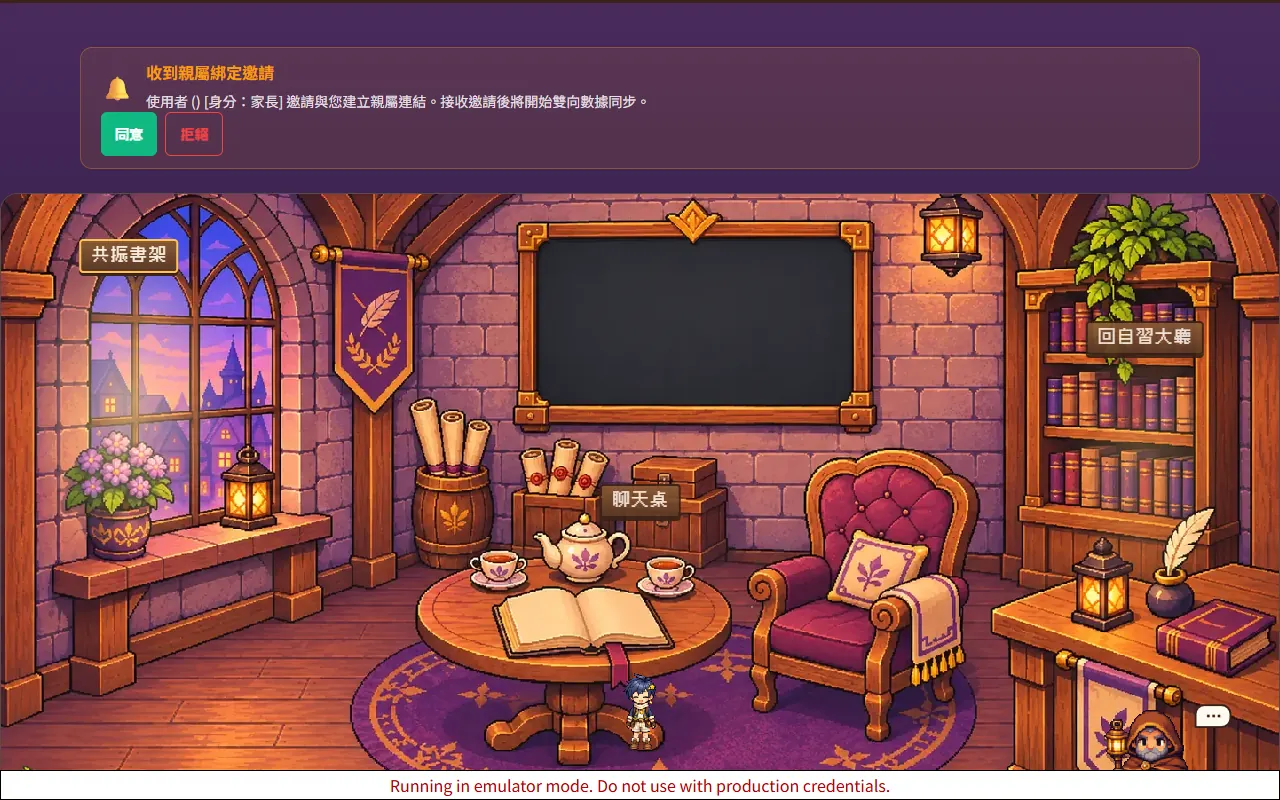 收到親屬綁定邀請
使用者 () [身分：家長] 邀請與您建立親屬連結。接收邀請後將開始雙向數據同步。
同意
拒絕
共振書架
回自習大廳
聊天桌
Running in emulator mode. Do not use with production credentials.